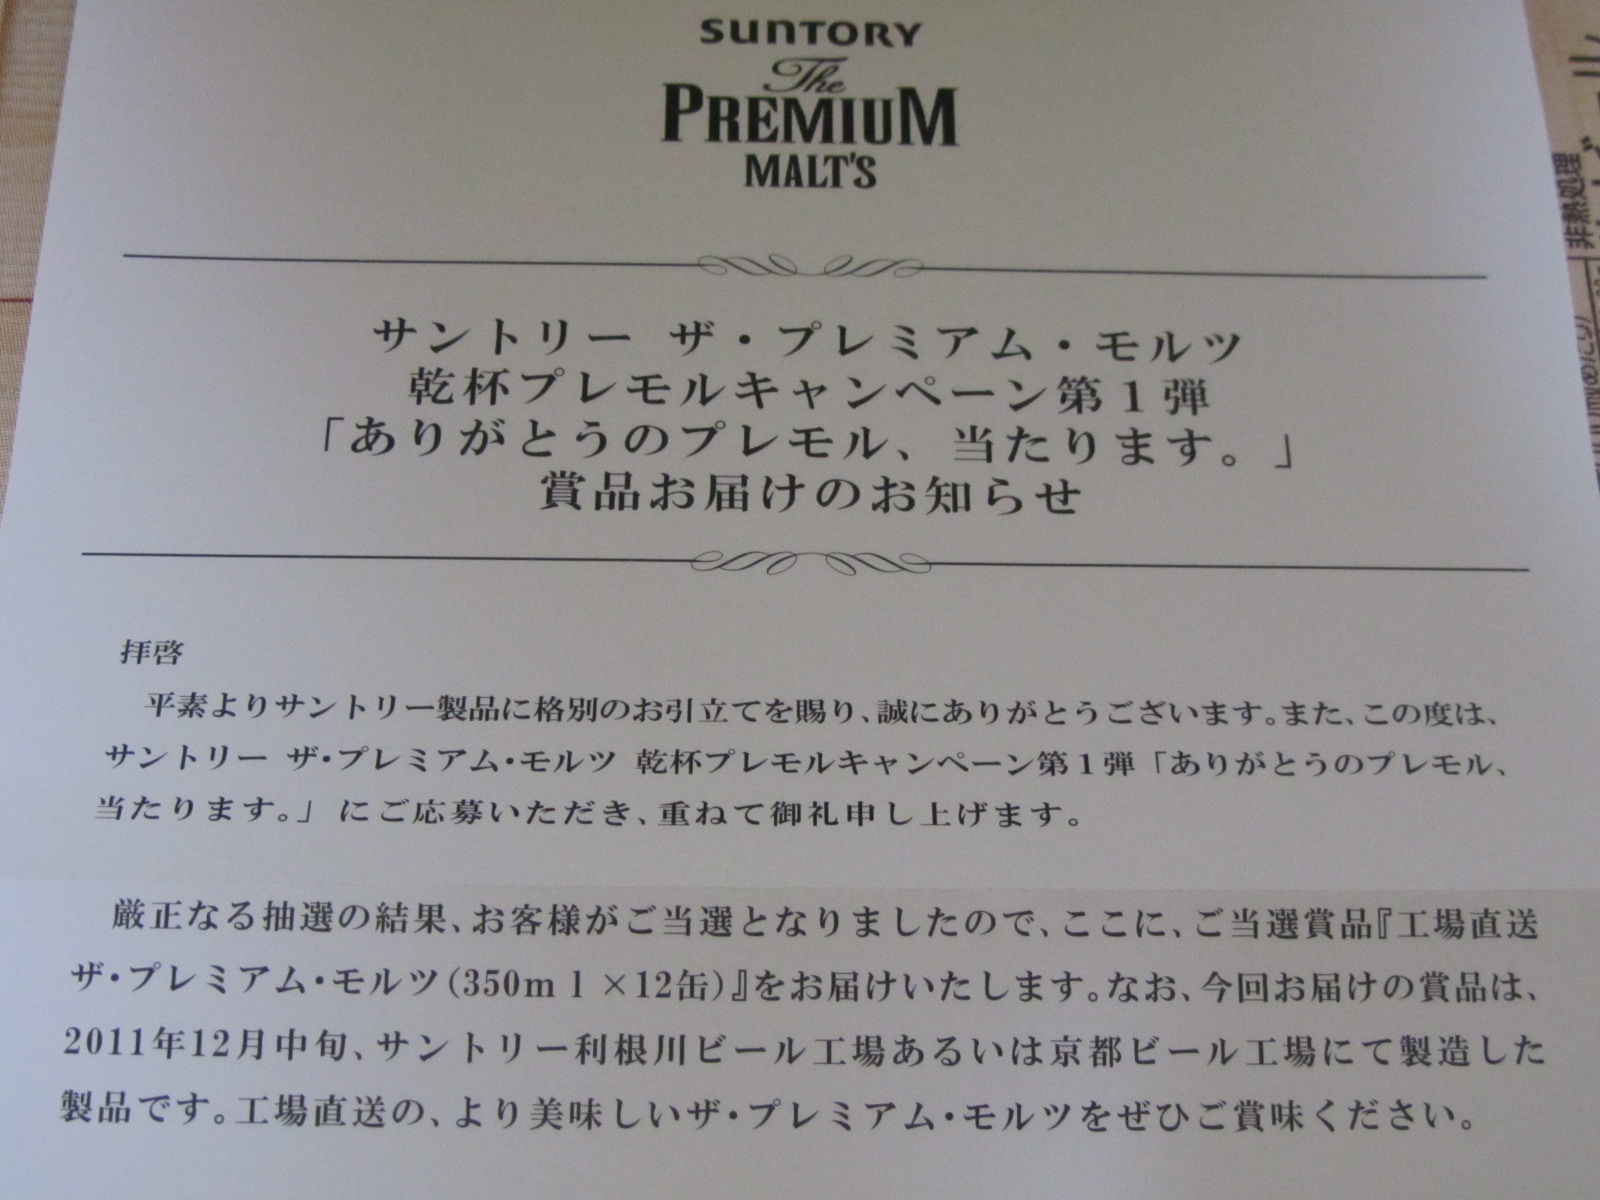 SUNTORY
The
PREMIUM
MALT'S
サントリー ザ・プレミアム・モルツ
乾杯プレモルキャンペーン第1弾
「ありがとうのプレモル、当たります。」
賞品お届けのお知らせ
拝啓
平素よりサントリー製品に格別のお引立てを賜り、誠にありがとうございます。また、この度は、
サントリー ザ・プレミアム・モルツ 乾杯プレモルキャンペーン第1弾「ありがとうのプレモル、
当たります。」にご応募いただき、重ねて御礼申し上げます。
厳正なる抽選の結果、お客様がご当選となりましたので、ここに、ご当選賞品『工場直送
ザ・プレミアム・モルツ(350ml×12缶)』をお届けいたします。なお、今回お届けの賞品は、
2011年12月中旬、サントリー利根川ビール工場あるいは京都ビール工場にて製造した
製品です。工場直送の、より美味しいザ・プレミアム・モルツをぜひご賞味ください。
非熱処理